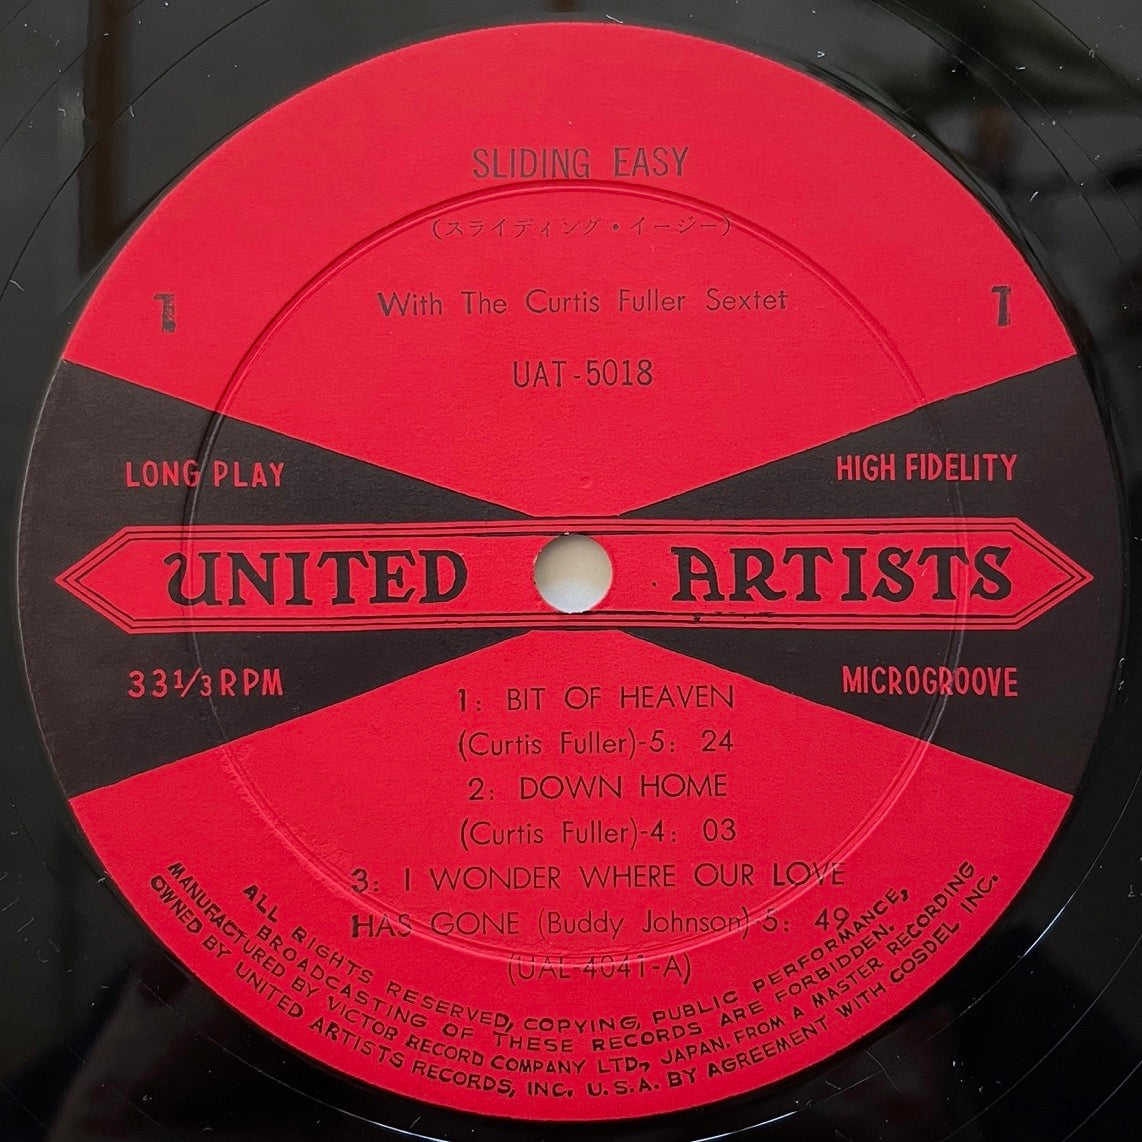 SLIDING EASY
(スライディング・イージー)
1
1
With The Curtis Fuller Sextet
UAT-5018
LONG PLAY
HIGH FIDELITY
UNITED ARTISTS
33⅓ RPM
MICROGROOVE
1: BIT OF HEAVEN
(Curtis Fuller)-5: 24
2: DOWN HOME
(Curtis Fuller)-4: 03
3: I WONDER WHERE OUR LOVE
HAS GONE (Buddy Johnson)-5: 49
(UAL-4041-A)
ALL RIGHTS RESERVED, COPYING, PUBLIC PERFORMANCE,
BROADCASTING OF THESE RECORDS ARE FORBIDDEN.
MANUFACTURED BY VICTOR RECORD COMPANY LTD, JAPAN. FROM A MASTER RECORDING
OWNED BY UNITED ARTISTS RECORDS, INC. U.S.A. BY AGREEMENT WITH COSDEL INC.